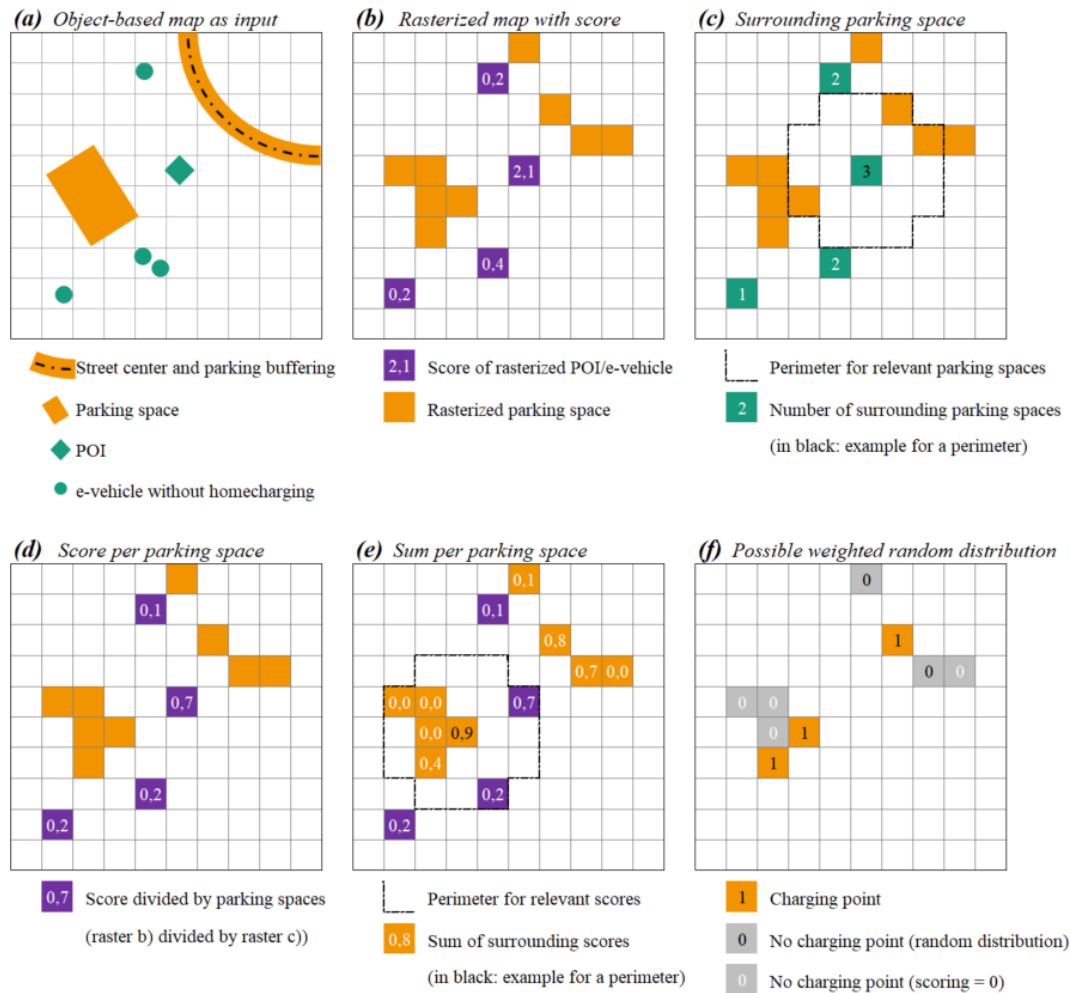 (a) Object-based map as input
(b) Rasterized map with score
(c) Surrounding parking space
0,2
2,1
0,4
0,2
2
3
2
1
Street center and parking buffering
Parking space
POI
e-vehicle without homecharging
2,1 Score of rasterized POI/e-vehicle
Rasterized parking space
Perimeter for relevant parking spaces
2 Number of surrounding parking spaces
(in black: example for a perimeter)
(d) Score per parking space
(e) Sum per parking space
(f) Possible weighted random distribution
0,1
0,7
0,2
0,2
0,1
0,1
0,8
0,7 0,0
0,0 0,0 0,7
0,0 0,9
0,4
0,2
0,2
0
1
0 0
0 0
0 1
1
0,7 Score divided by parking spaces
(raster b) divided by raster c))
Perimeter for relevant scores
0,8 Sum of surrounding scores
(in black: example for a perimeter)
1 Charging point
0 No charging point (random distribution)
0 No charging point (scoring = 0)